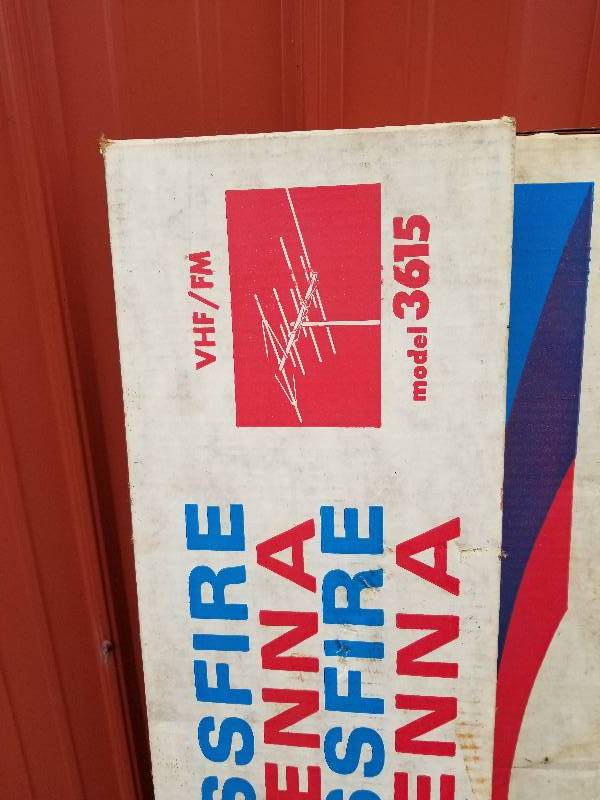 VHF/FM
model 3615
SSFIRE
ENNA
SSFIRE
ENNA